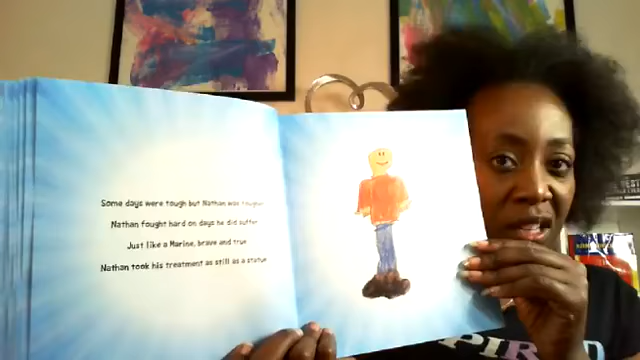 Some days were tough but Nathan was tougher
Nathan fought hard on days he did suffer
Just like a Marine, brave and true
Nathan took his treatment as still as a statue